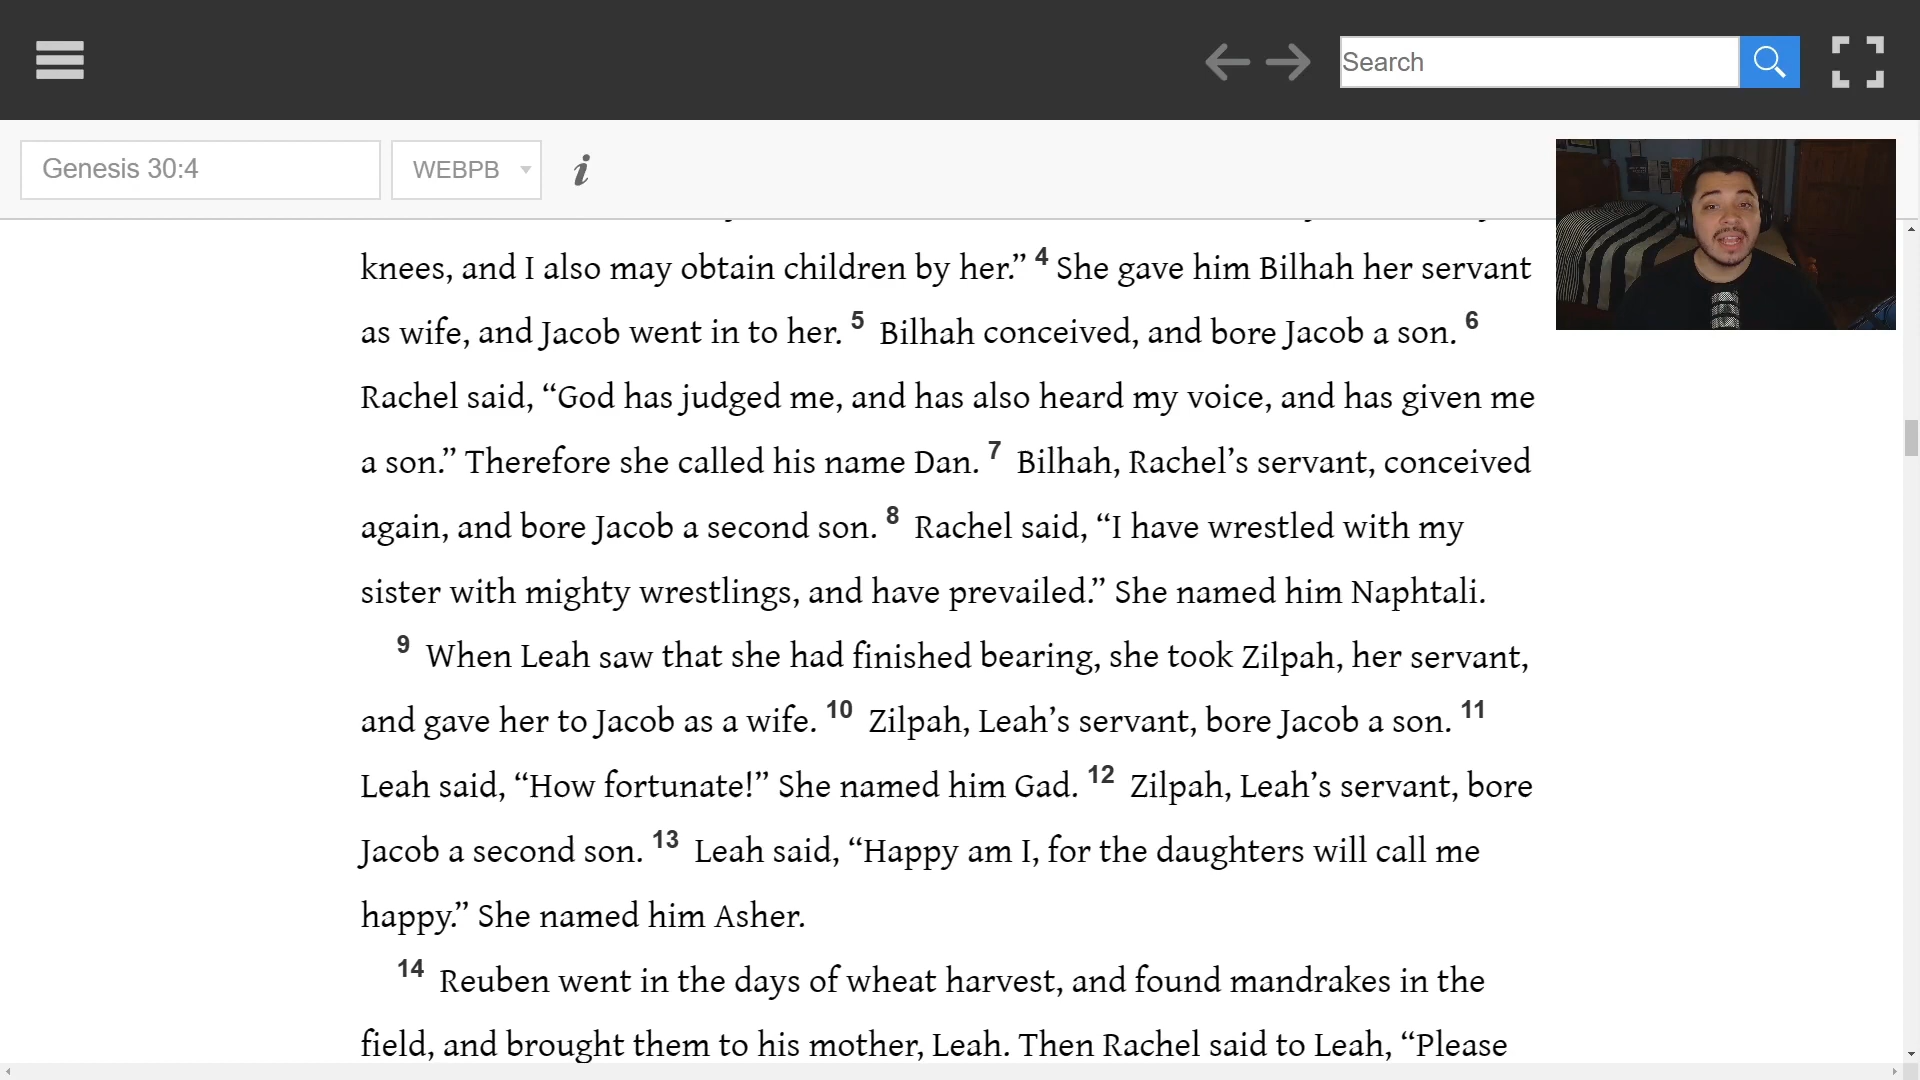 Search
Genesis 30:4
WEBPB
i
knees, and I also may obtain children by her.” 4 She gave him Bilhah her servant
as wife, and Jacob went in to her. 5 Bilhah conceived, and bore Jacob a son. 6
Rachel said, “God has judged me, and has also heard my voice, and has given me
a son.” Therefore she called his name Dan. 7 Bilhah, Rachel’s servant, conceived
again, and bore Jacob a second son. 8 Rachel said, “I have wrestled with my
sister with mighty wrestlings, and have prevailed.” She named him Naphtali.
9 When Leah saw that she had finished bearing, she took Zilpah, her servant,
and gave her to Jacob as a wife. 10 Zilpah, Leah’s servant, bore Jacob a son. 11
Leah said, “How fortunate!” She named him Gad. 12 Zilpah, Leah’s servant, bore
Jacob a second son. 13 Leah said, “Happy am I, for the daughters will call me
happy.” She named him Asher.
14 Reuben went in the days of wheat harvest, and found mandrakes in the
field, and brought them to his mother, Leah. Then Rachel said to Leah, “Please